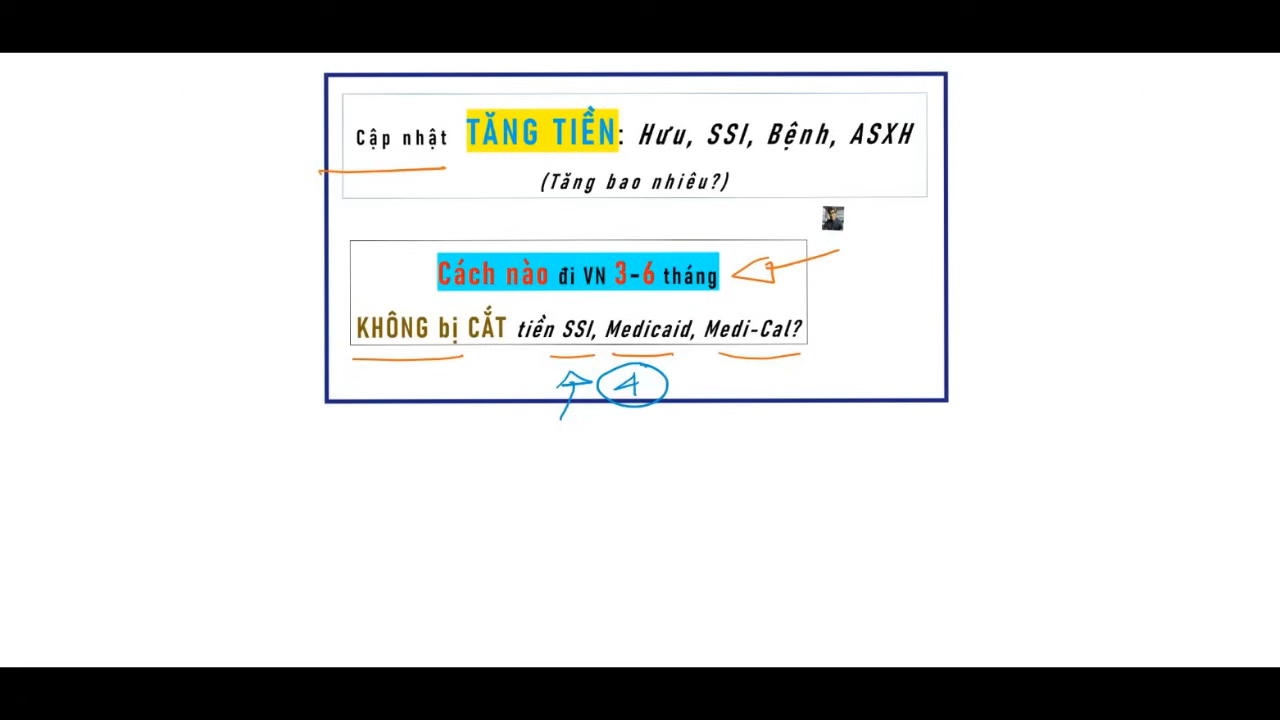 Cập nhật TĂNG TIỀN: Hưu, SSI, Bệnh, ASXH
(Tăng bao nhiêu?)
Cách nào đi VN 3-6 tháng
KHÔNG bị CẮT tiền SSI, Medicaid, Medi-Cal?
4